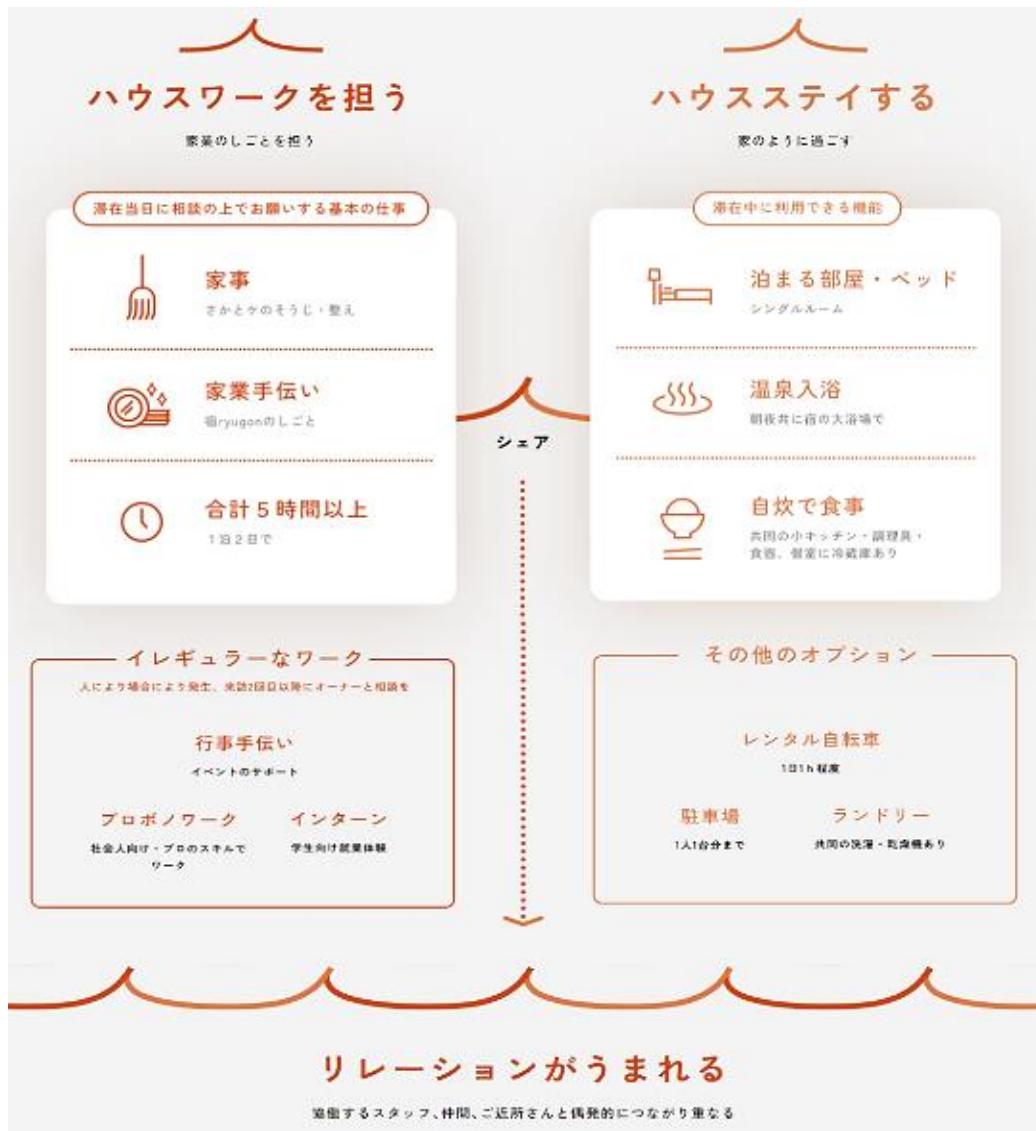 ハウスワークを担う
家業のしごとを担う
滞在当日に相談の上でお願いする基本の仕事
家事
さかとケのそうじ・整え
家業手伝い
宿ryugonのしごと
合計5時間以上
1泊2日で
イレギュラーなワーク
人により場合により発生、来訪2回目以降にオーナーと相談を
行事手伝い
イベントのサポート
プロボノワーク
社会人向け・プロのスキルで
ワーク
インターン
学生向け就業体験
シェア
ハウスステイする
家のように過ごす
滞在中に利用できる機能
泊まる部屋・ベッド
シングルルーム
温泉入浴
朝夜共に宿の大浴場で
自炊で食事
共同の小キッチン・調理具・
食器、個室に冷蔵庫あり
その他のオプション
レンタル自転車
1日1h程度
駐車場
1人1台分まで
ランドリー
共同の洗濯・乾燥機あり
リレーションがうまれる
協働するスタッフ、仲間、ご近所さんと偶発的につながり重なる